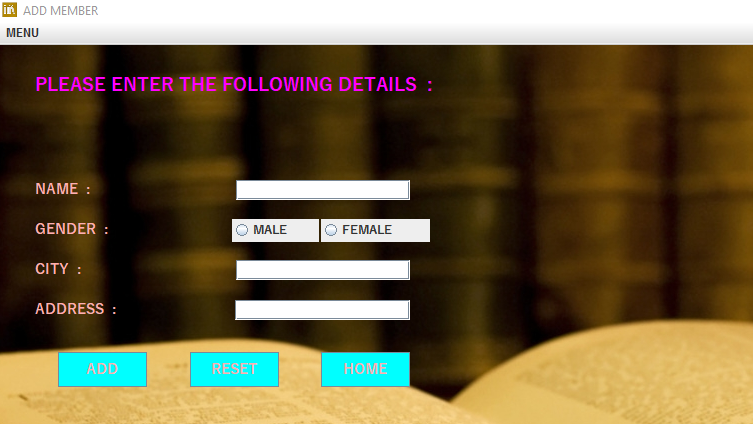 ADD MEMBER
MENU
PLEASE ENTER THE FOLLOWING DETAILS :
NAME :
GENDER : MALE FEMALE
CITY :
ADDRESS :
ADD RESET HOME